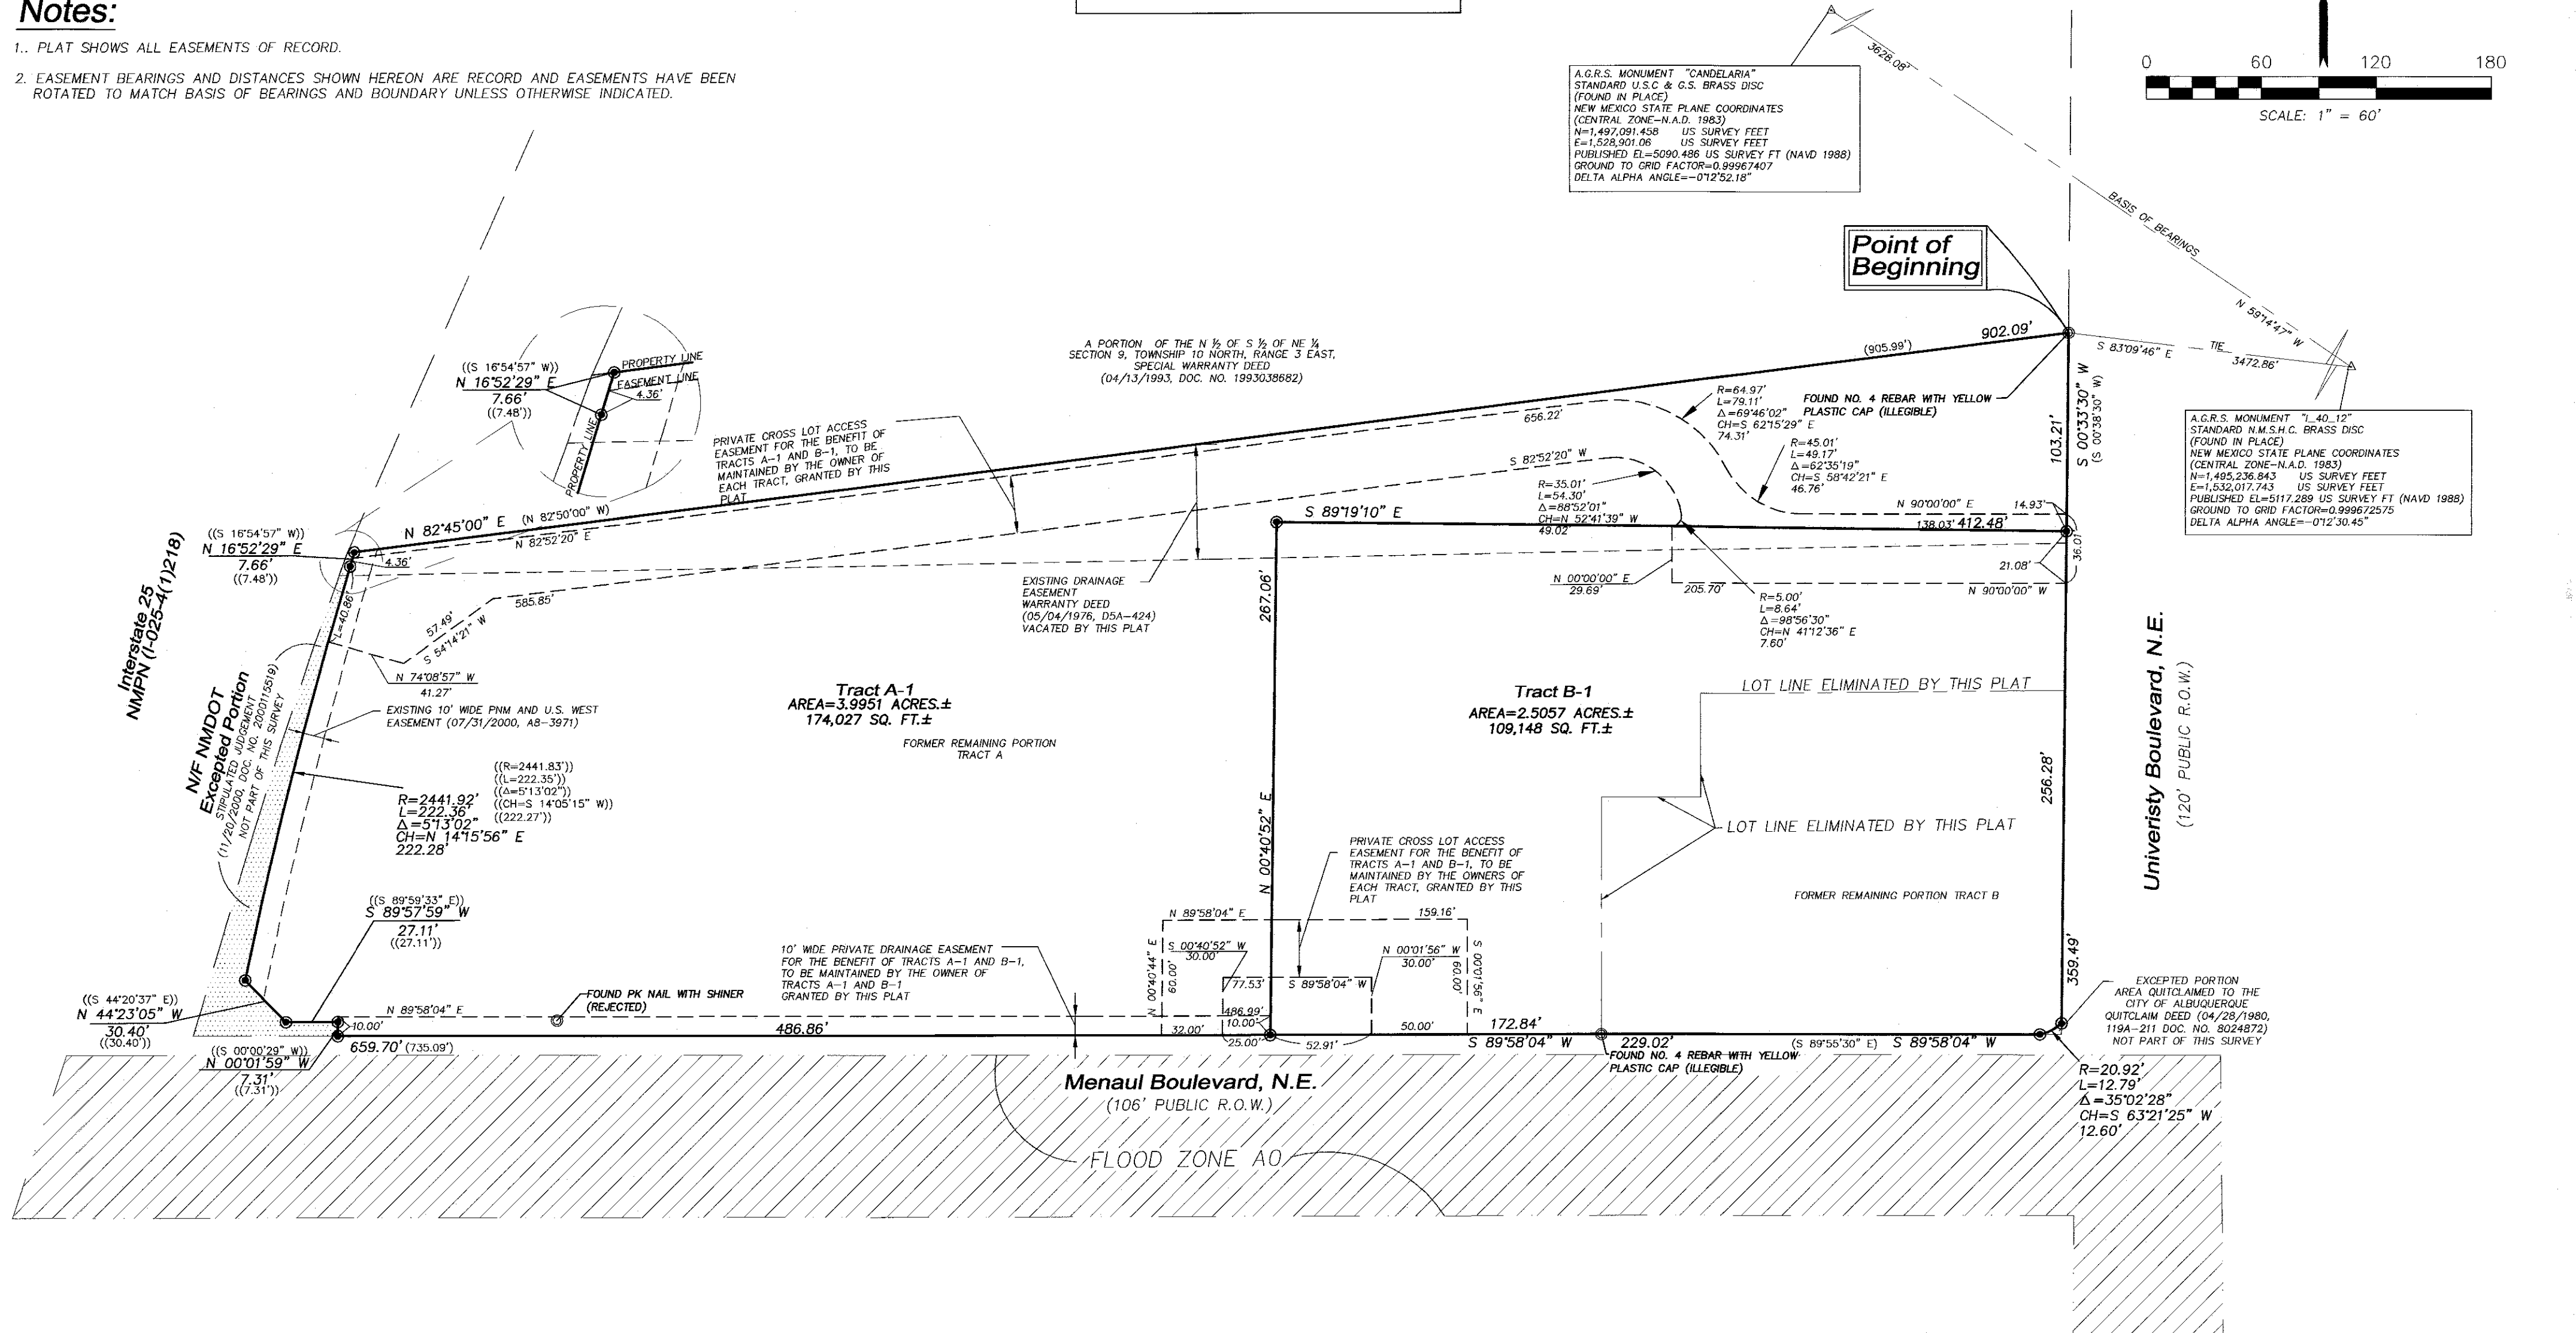 Notes:
1.. PLAT SHOWS ALL EASEMENTS OF RECORD.
2. EASEMENT BEARINGS AND DISTANCES SHOWN HEREON ARE RECORD AND EASEMENTS HAVE BEEN
ROTATED TO MATCH BASIS OF BEARINGS AND BOUNDARY UNLESS OTHERWISE INDICATED.
A.G.R.S. MONUMENT "CANDELARIA"
STANDARD U.S.C & G.S. BRASS DISC
(FOUND IN PLACE)
NEW MEXICO STATE PLANE COORDINATES
(CENTRAL ZONE-N.A.D. 1983)
N=1,497,091.458 US SURVEY FEET
E=1,528,901.06 US SURVEY FEET
PUBLISHED EL=5090.486 US SURVEY FT (NAVD 1988)
GROUND TO GRID FACTOR=0.99967407
DELTA ALPHA ANGLE=-0°12'52.18"
3628.08'
BASIS OF BEARINGS
N 59°14'47" W
0 60 120 180
SCALE: 1" = 60'
Point of
Beginning
S 83°09'46" E
TIE
3472.86'
A.G.R.S. MONUMENT "I_40_12"
STANDARD N.M.S.H.C. BRASS DISC
(FOUND IN PLACE)
NEW MEXICO STATE PLANE COORDINATES
(CENTRAL ZONE-N.A.D. 1983)
N=1,495,236.843 US SURVEY FEET
E=1,532,017.743 US SURVEY FEET
PUBLISHED EL=5117.289 US SURVEY FT (NAVD 1988)
GROUND TO GRID FACTOR=0.999672575
DELTA ALPHA ANGLE=-0°12'30.45"
((S 16°54'57" W))
N 16°52'29" E
7.66'
((7.48'))
PROPERTY LINE
EASEMENT LINE
4.36'
PROPERTY LINE
A PORTION OF THE N ½ OF S ½ OF NE ¼
SECTION 9, TOWNSHIP 10 NORTH, RANGE 3 EAST,
SPECIAL WARRANTY DEED
(04/13/1993, DOC. NO. 1993038682)
902.09'
(905.99')
N 82°45'00" E
(N 82°50'00" W)
N 82°52'20" E
656.22'
S 82°52'20" W
585.85'
PRIVATE CROSS LOT ACCESS
EASEMENT FOR THE BENEFIT OF
TRACTS A-1 AND B-1, TO BE
MAINTAINED BY THE OWNER OF
EACH TRACT, GRANTED BY THIS
PLAT
R=64.97'
L=79.11'
Δ=69°46'02"
CH=S 62°15'29" E
74.31'
FOUND NO. 4 REBAR WITH YELLOW
PLASTIC CAP (ILLEGIBLE)
R=45.01'
L=49.17'
Δ=62°35'19"
CH=S 58°42'21" E
46.76'
103.21'
S 00°33'30" W
(S 00°38'30" W)
R=35.01'
L=54.30'
Δ=88°52'01"
CH=N 52°41'39" W
49.02'
N 90°00'00" E
14.93'
138.03'
412.48'
S 89°19'10" E
36.01'
21.08'
N 00°00'00" E
29.69'
205.70'
N 90°00'00" W
R=5.00'
L=8.64'
Δ=98°56'30"
CH=N 41°12'36" E
7.60'
((S 16°54'57" W))
N 16°52'29" E
7.66'
((7.48'))
4.36'
L=40.86'
57.49'
S 54°14'21" W
N 74°08'57" W
41.27'
EXISTING DRAINAGE
EASEMENT
WARRANTY DEED
(05/04/1976, D5A-424)
VACATED BY THIS PLAT
Interstate 25
NMPN (I-025-4(1)218)
N/F NMDOT
Excepted Portion
STIPULATED JUDGEMENT
(11/20/2000, DOC. NO. 2000115519)
NOT PART OF THIS SURVEY
EXISTING 10' WIDE PNM AND U.S. WEST
EASEMENT (07/31/2000, A8-3971)
((R=2441.83'))
((L=222.35'))
((Δ=5°13'02"))
((CH=S 14°05'15" W))
((222.27'))
R=2441.92'
L=222.36'
Δ=5°13'02"
CH=N 14°15'56" E
222.28'
Tract A-1
AREA=3.9951 ACRES.±
174,027 SQ. FT.±
FORMER REMAINING PORTION
TRACT A
267.06'
N 00°40'52" E
Tract B-1
AREA=2.5057 ACRES.±
109,148 SQ. FT.±
LOT LINE ELIMINATED BY THIS PLAT
LOT LINE ELIMINATED BY THIS PLAT
FORMER REMAINING PORTION TRACT B
256.28'
359.49'
Univeristy Boulevard, N.E.
(120' PUBLIC R.O.W.)
PRIVATE CROSS LOT ACCESS
EASEMENT FOR THE BENEFIT OF
TRACTS A-1 AND B-1, TO BE
MAINTAINED BY THE OWNERS OF
EACH TRACT, GRANTED BY THIS
PLAT
((S 89°59'33" E))
S 89°57'59" W
27.11'
((27.11'))
((S 44°20'37" E))
N 44°23'05" W
30.40'
((30.40'))
((S 00°00'29" W))
N 00°01'59" W
7.31'
((7.31'))
10.00'
N 89°58'04" E
FOUND PK NAIL WITH SHINER
(REJECTED)
10' WIDE PRIVATE DRAINAGE EASEMENT
FOR THE BENEFIT OF TRACTS A-1 AND B-1,
TO BE MAINTAINED BY THE OWNER OF
TRACTS A-1 AND B-1
GRANTED BY THIS PLAT
N 89°58'04" E
159.16'
N 00°40'44" E
60.00'
S 00°40'52" W
30.00'
77.53'
S 89°58'04" W
N 00°01'56" W
30.00'
S 00°01'56" E
60.00'
486.99'
10.00'
32.00'
25.00'
52.91'
50.00'
659.70'
(735.09')
486.86'
172.84'
S 89°58'04" W
229.02'
(S 89°55'30" E)
S 89°58'04" W
FOUND NO. 4 REBAR WITH YELLOW
PLASTIC CAP (ILLEGIBLE)
EXCEPTED PORTION
AREA QUITCLAIMED TO THE
CITY OF ALBUQUERQUE
QUITCLAIM DEED (04/28/1980,
119A-211 DOC. NO. 8024872)
NOT PART OF THIS SURVEY
R=20.92'
L=12.79'
Δ=35°02'28"
CH=S 63°21'25" W
12.60'
Menaul Boulevard, N.E.
(106' PUBLIC R.O.W.)
FLOOD ZONE AO